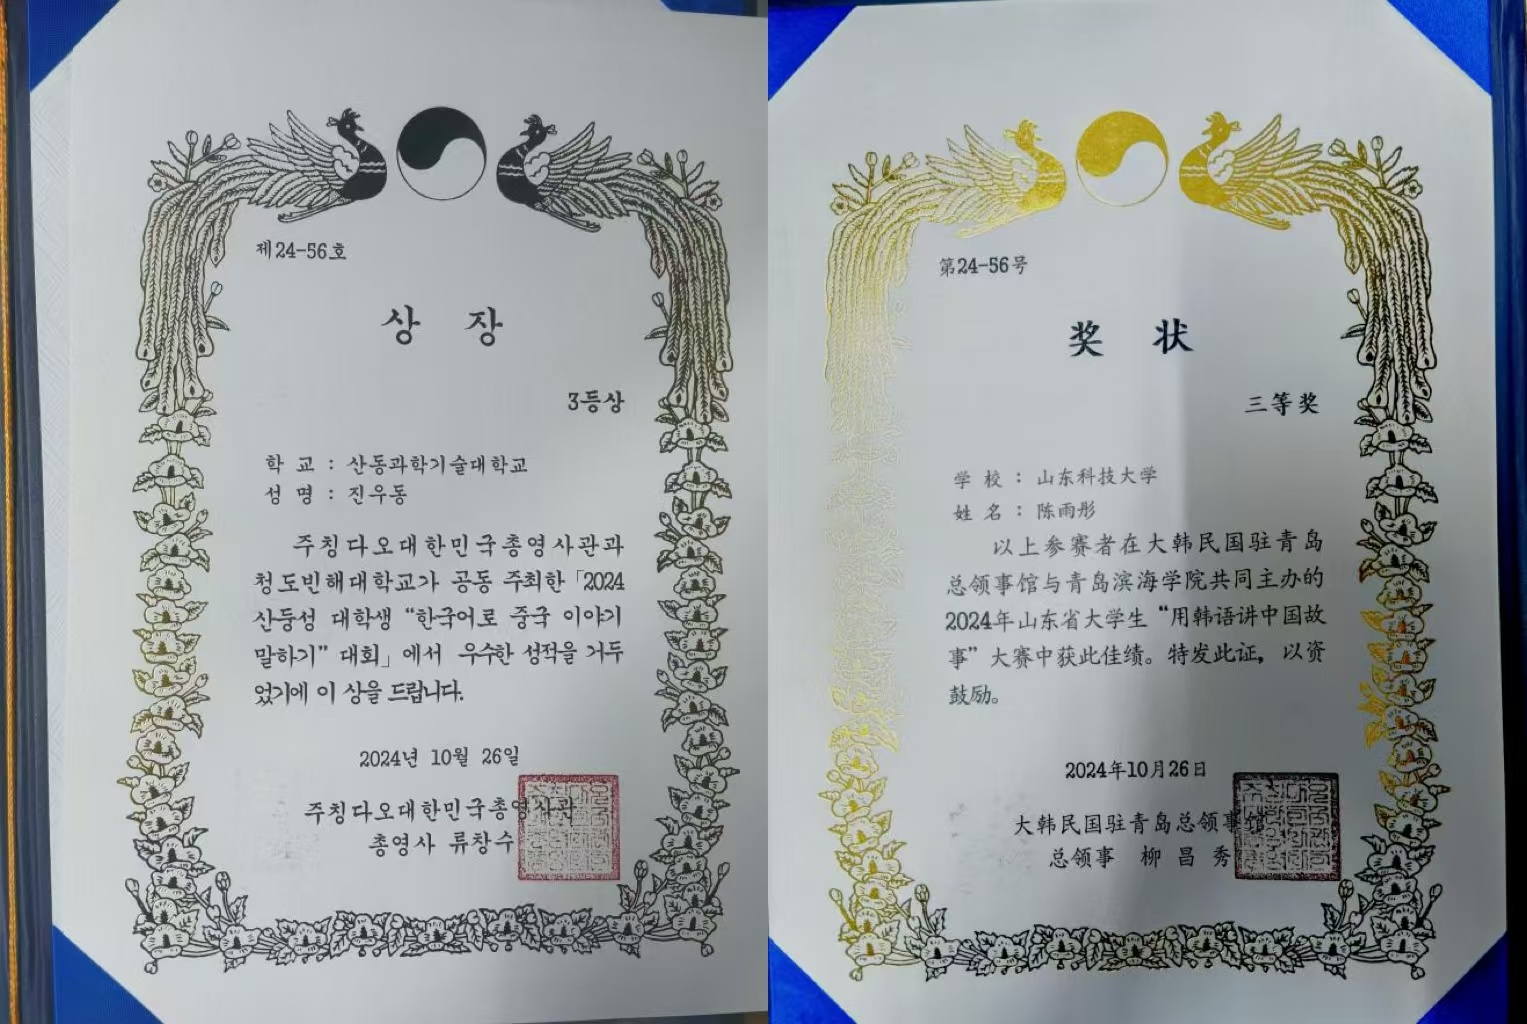 제24-56호
상 장
3등상
학 교 : 산동과학기술대학교
성 명 : 진우동
주칭다오대한민국총영사관과
청도빈해대학교가 공동 주최한 「2024
산둥성 대학생 “한국어로 중국 이야기
말하기” 대회」에서 우수한 성적을 거두
었기에 이 상을 드립니다.
2024년 10월 26일
주칭다오대한민국총영사관
총영사 류창수
第24-56号
奖 状
三等奖
学 校 : 山东科技大学
姓 名 : 陈雨彤
以上参赛者在大韩民国驻青岛
总领事馆与青岛滨海学院共同主办的
2024年山东省大学生“用韩语讲中国故
事”大赛中获此佳绩。特发此证，以资
鼓励。
2024年10月26日
大韩民国驻青岛总领事馆
总领事 柳昌秀